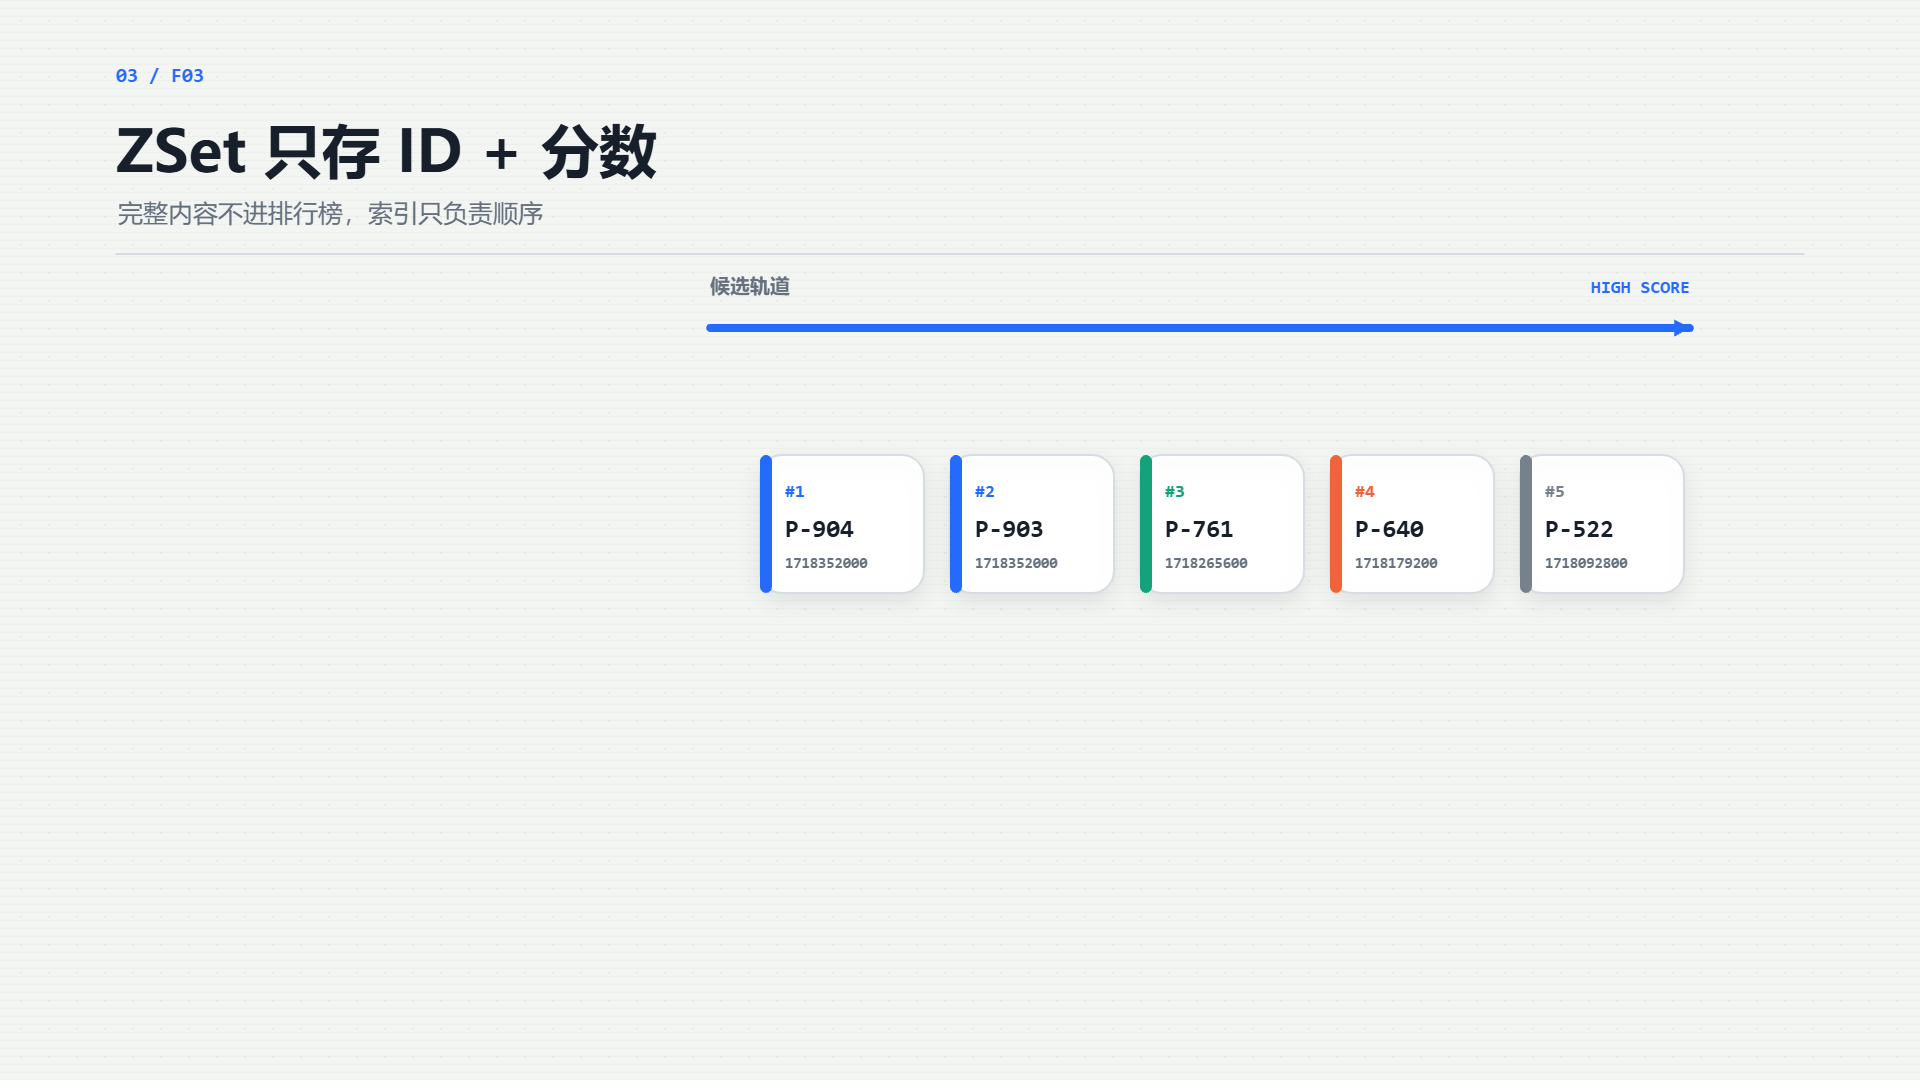 03 / F03
ZSet 只存 ID + 分数
完整内容不进排行榜，索引只负责顺序
候选轨道
HIGH SCORE
#1
P-904
1718352000
#2
P-903
1718352000
#3
P-761
1718265600
#4
P-640
1718179200
#5
P-522
1718092800